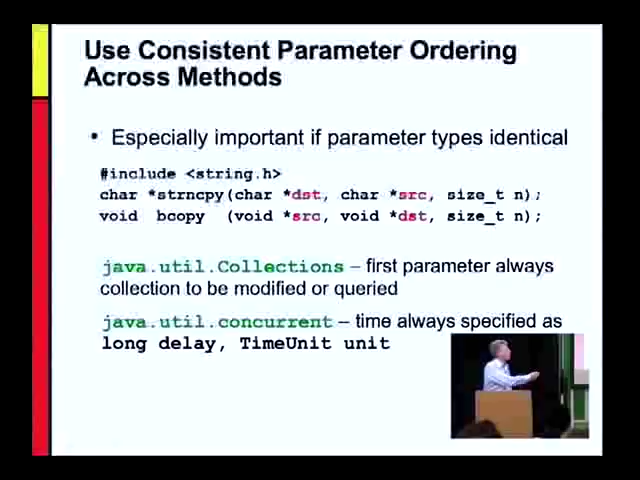 Use Consistent Parameter Ordering
Across Methods
• Especially important if parameter types identical
#include <string.h>
char *strncpy(char *dst, char *src, size_t n);
void bcopy (void *src, void *dst, size_t n);
java.util.Collections – first parameter always
collection to be modified or queried
java.util.concurrent – time always specified as
long delay, TimeUnit unit